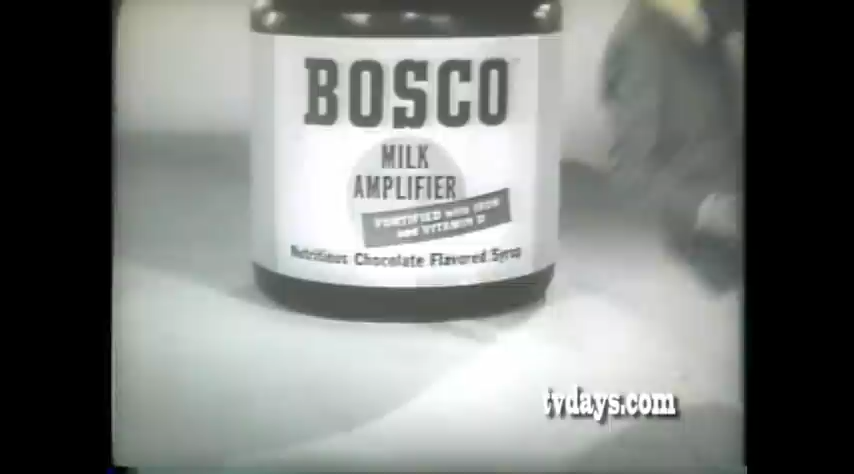 BOSCO
MILK
AMPLIFIER
FORTIFIED with IRON
and VITAMIN D
Nutritious Chocolate Flavored Syrup
tvdays.com